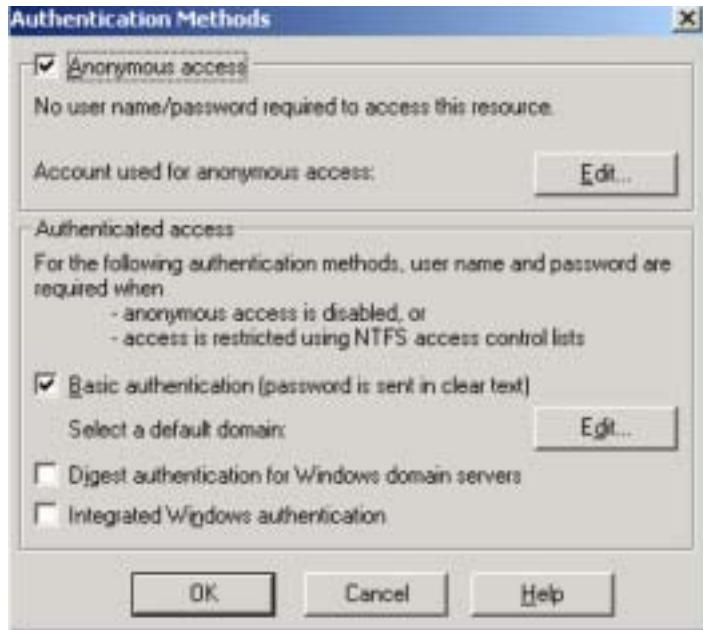 Authentication Methods
Anonymous access
No user name/password required to access this resource.
Account used for anonymous access:
Edit...
Authenticated access
For the following authentication methods, user name and password are
required when
- anonymous access is disabled, or
- access is restricted using NTFS access control lists
Basic authentication (password is sent in clear text)
Select a default domain:
Edit...
Digest authentication for Windows domain servers
Integrated Windows authentication
OK
Cancel
Help